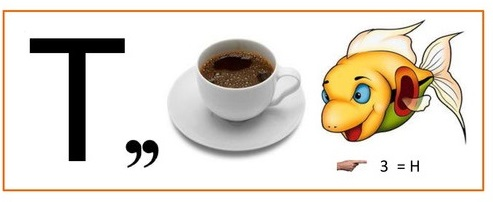 Т ,,
3 = Н